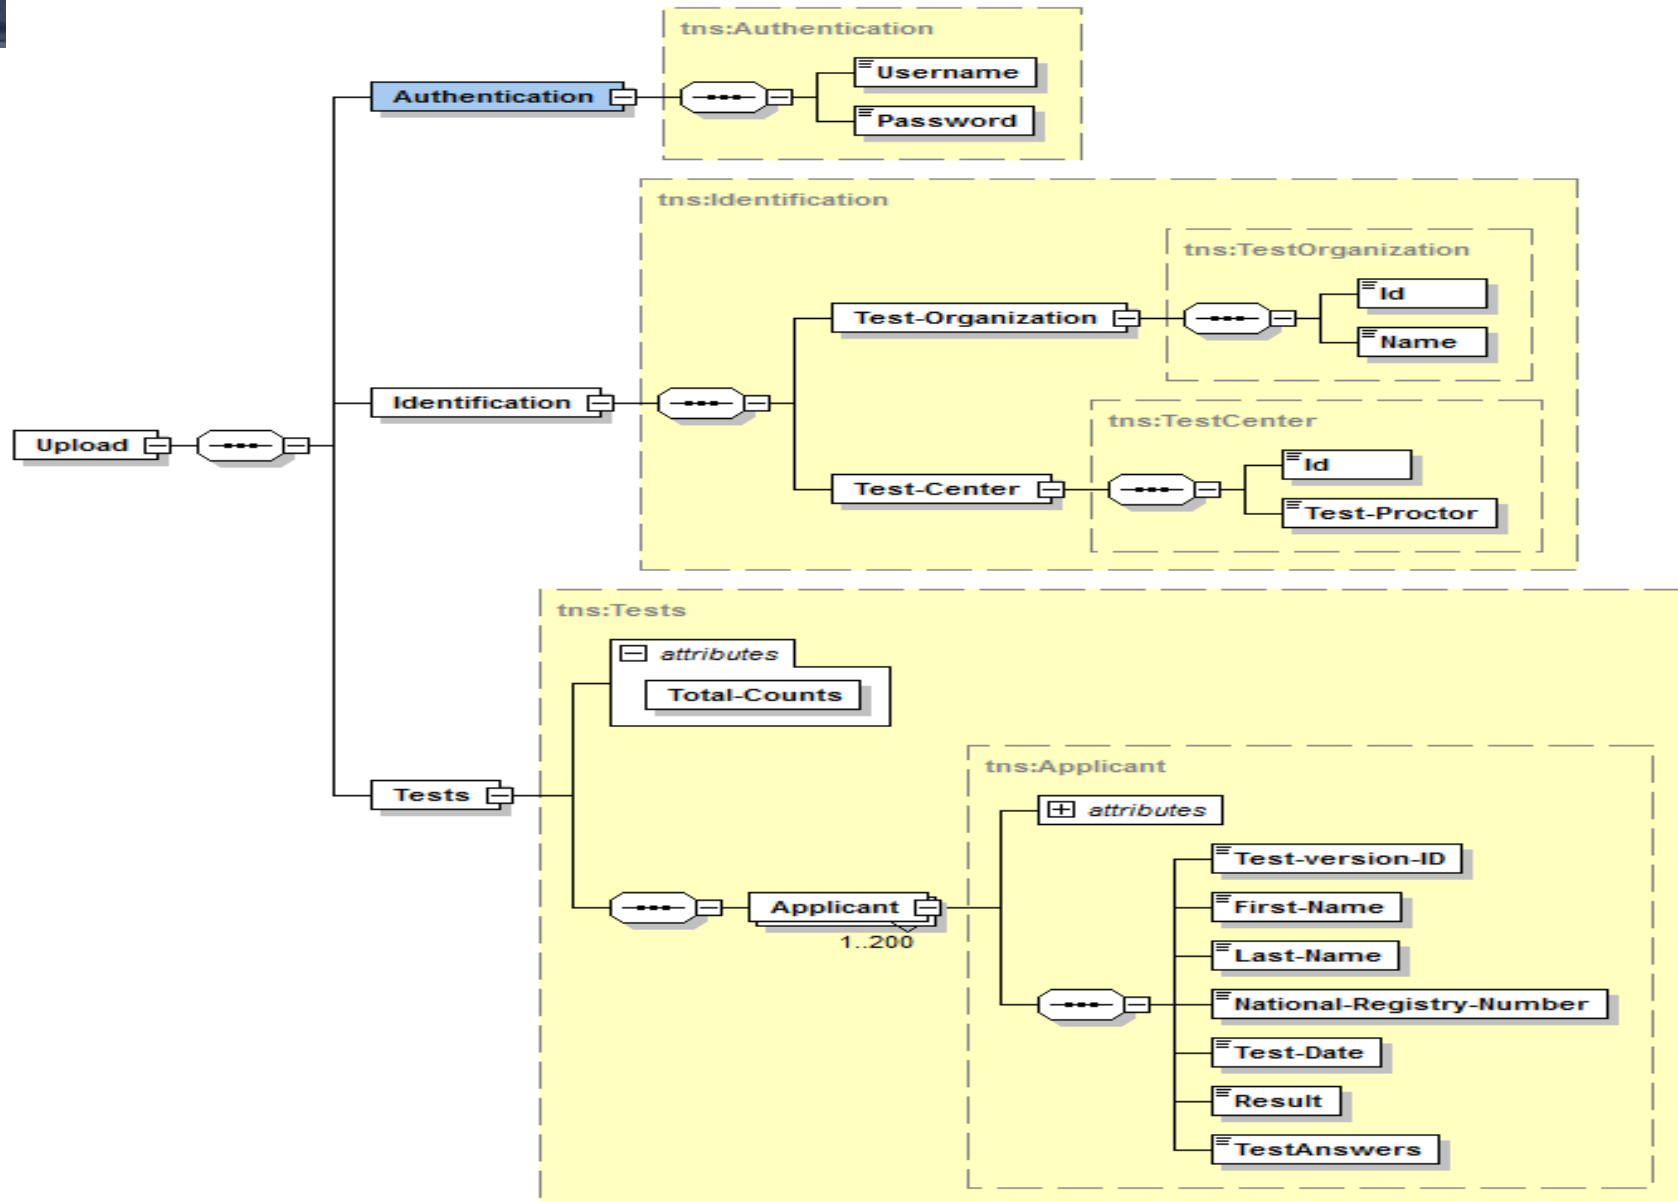 tns:Authentication
Username
Authentication
Password
tns:Identification
tns:TestOrganization
Id
Test-Organization
Name
Identification
tns:TestCenter
Upload
Id
Test-Center
Test-Proctor
tns:Tests
attributes
Total-Counts
tns:Applicant
Tests
attributes
Test-version-ID
Applicant
First-Name
1..200
Last-Name
National-Registry-Number
Test-Date
Result
TestAnswers